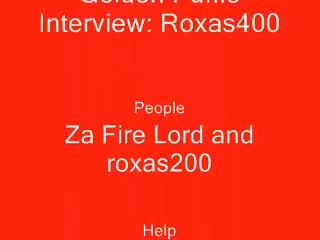 Interview: Roxas400
People
Za Fire Lord and
roxas200
Help